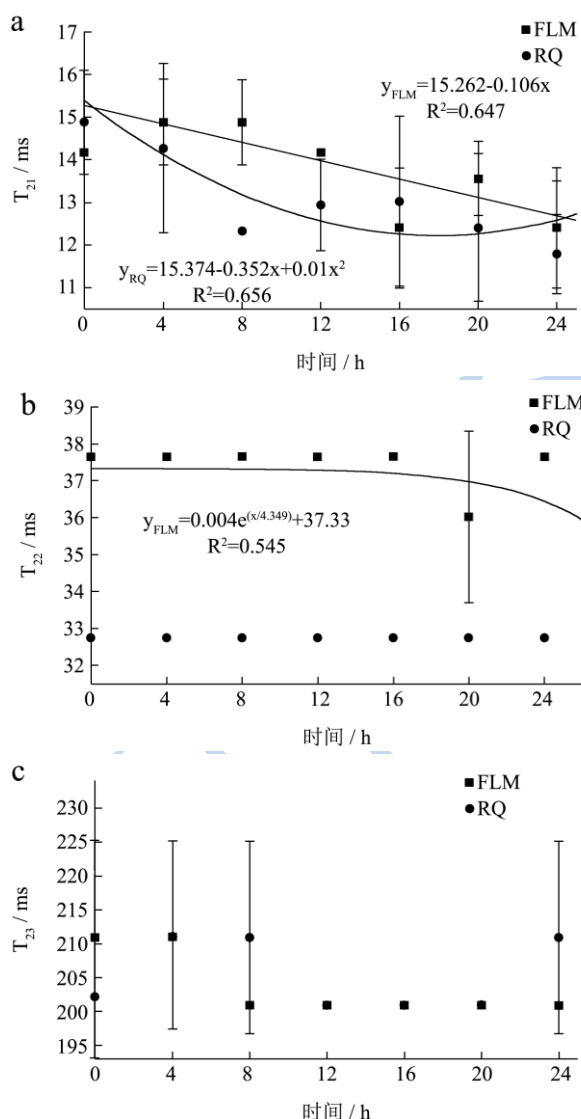 a
FLM
RQ
17
16
15
14
13
12
11
T21 / ms
yFLM=15.262-0.106x
R²=0.647
yRQ=15.374-0.352x+0.01x²
R²=0.656
0 4 8 12 16 20 24
时间 / h
b
FLM
RQ
39
38
37
36
35
34
33
32
T22 / ms
yFLM=0.004e(x/4.349)+37.33
R²=0.545
0 4 8 12 16 20 24
时间 / h
c
FLM
RQ
230
225
220
215
210
205
200
195
T23 / ms
0 4 8 12 16 20 24
时间 / h